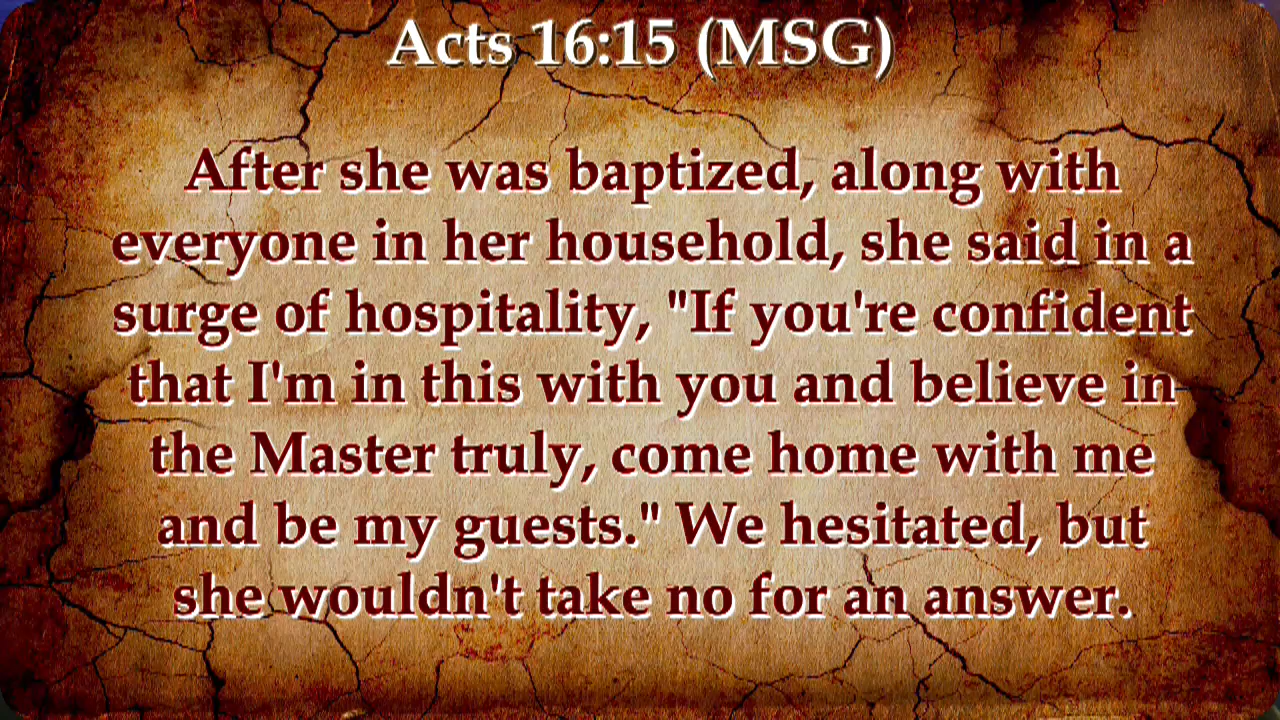 Acts 16:15 (MSG)
After she was baptized, along with
everyone in her household, she said in a
surge of hospitality, "If you're confident
that I'm in this with you and believe in
the Master truly, come home with me
and be my guests." We hesitated, but
she wouldn't take no for an answer.